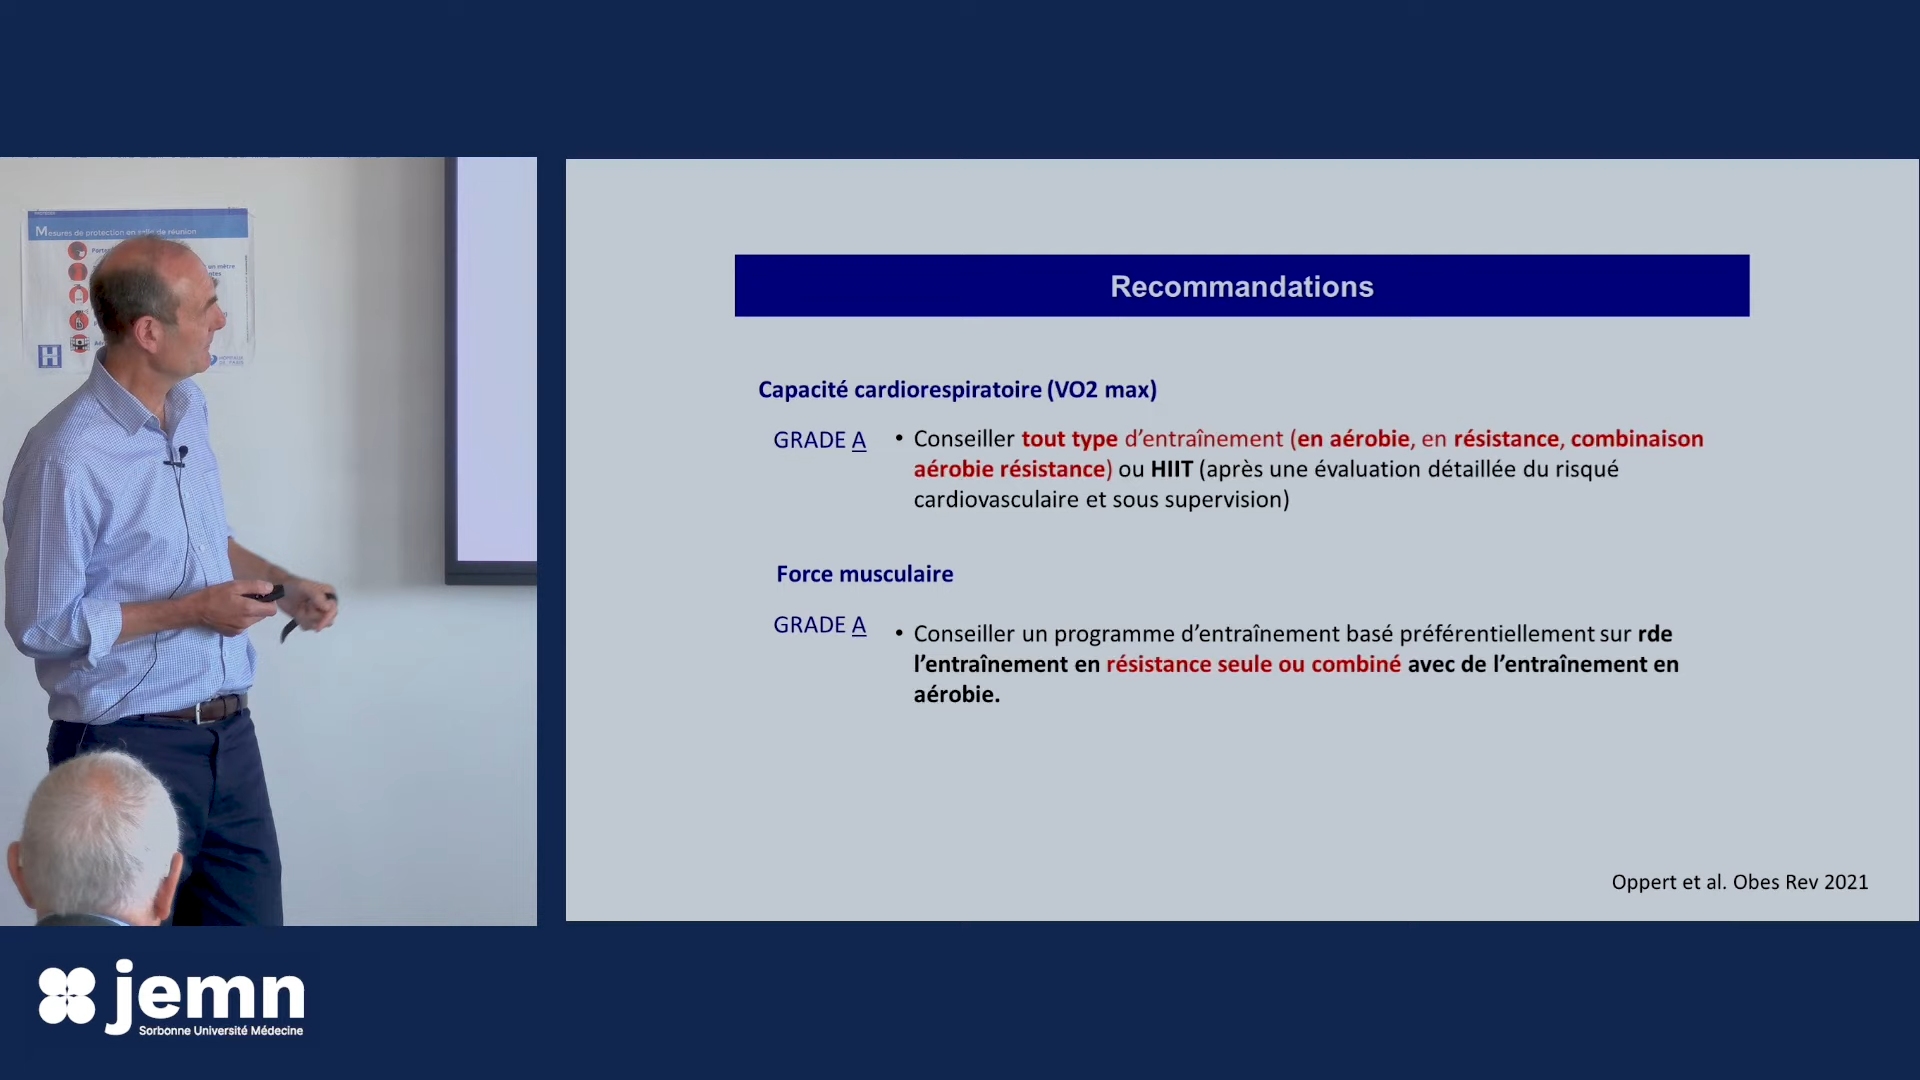 Mesures de protection en salle de réunion
H
Recommandations
Capacité cardiorespiratoire (VO2 max)
GRADE A
• Conseiller tout type d’entraînement (en aérobie, en résistance, combinaison
aérobie résistance) ou HIIT (après une évaluation détaillée du risqué
cardiovasculaire et sous supervision)
Force musculaire
GRADE A
• Conseiller un programme d’entraînement basé préférentiellement sur rde
l’entraînement en résistance seule ou combiné avec de l’entraînement en
aérobie.
Oppert et al. Obes Rev 2021
jemn
Sorbonne Université Médecine